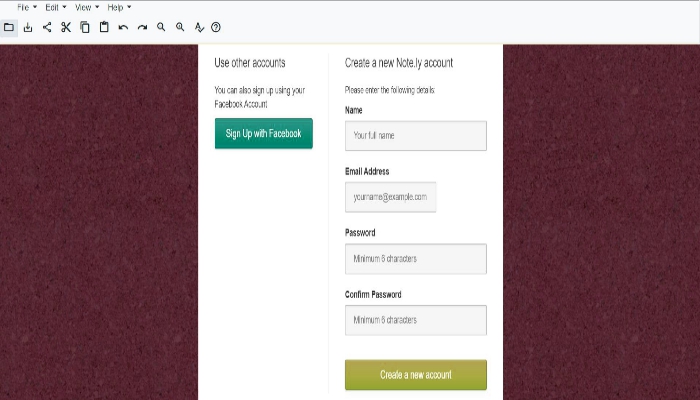 File Edit View Help
Use other accounts
You can also sign up using your
Facebook Account
Sign Up with Facebook
Create a new Note.ly account
Please enter the following details:
Name
Your full name
Email Address
yourname@example.com
Password
Minimum 6 characters
Confirm Password
Minimum 6 characters
Create a new account